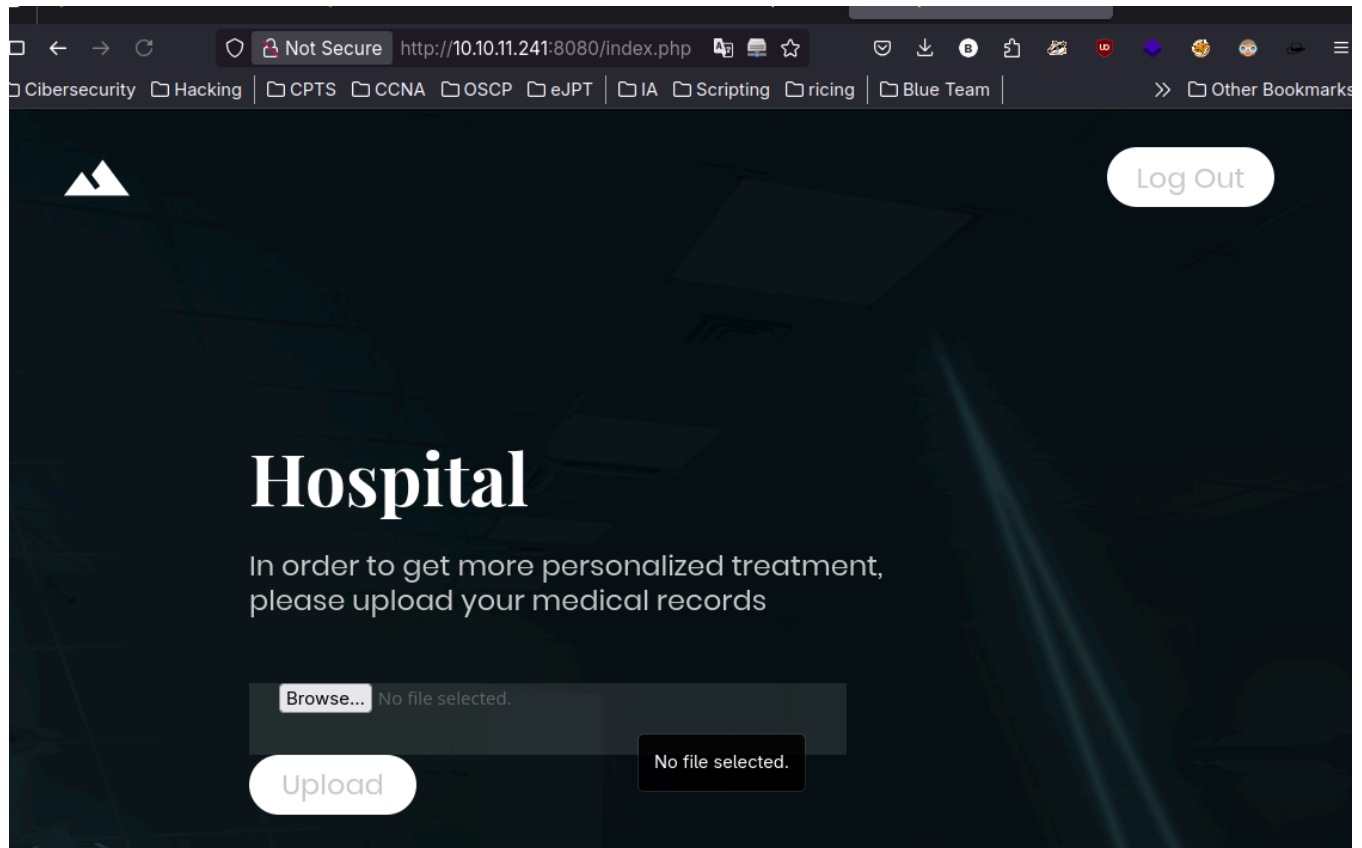 Not Secure http://10.10.11.241:8080/index.php
Cibersecurity Hacking CPTS CCNA OSCP eJPT IA Scripting ricing Blue Team Other Bookmarks
Log Out
Hospital
In order to get more personalized treatment,
please upload your medical records
Browse... No file selected.
No file selected.
Upload